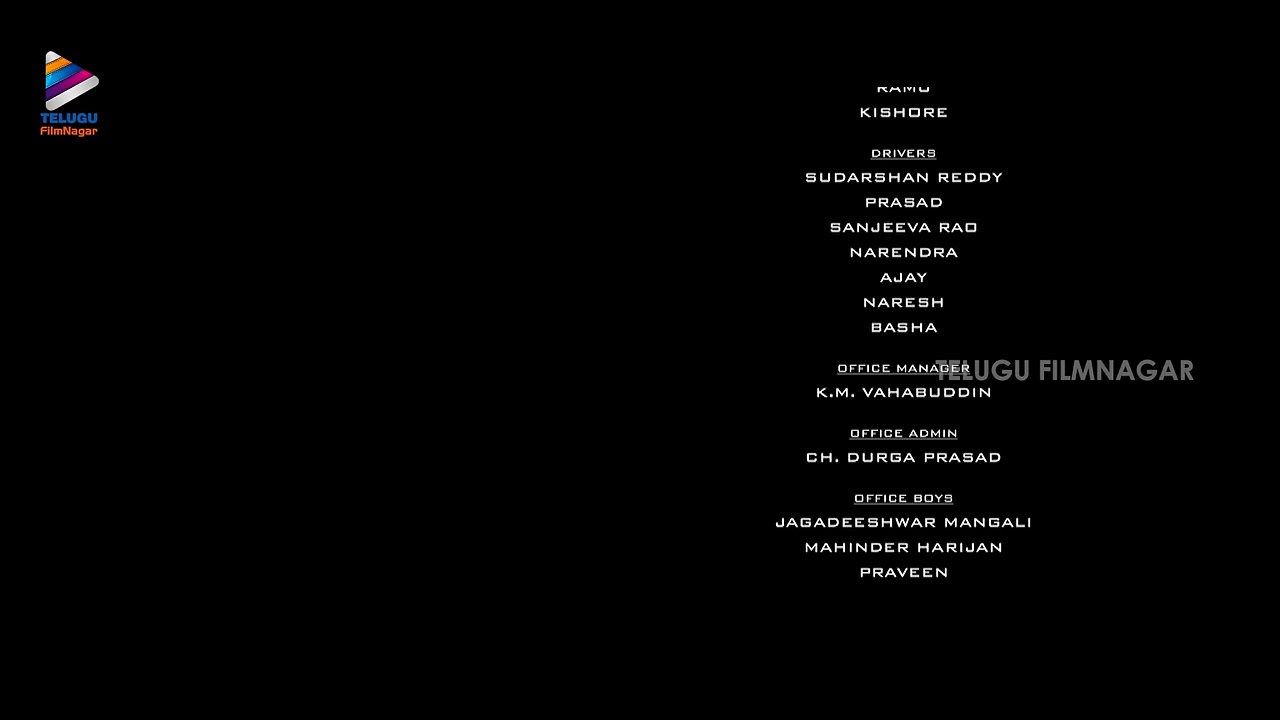 TELUGU
FilmNagar
RAMU
KISHORE
DRIVERS
SUDARSHAN REDDY
PRASAD
SANJEEVA RAO
NARENDRA
AJAY
NARESH
BASHA
OFFICE MANAGER
TELUGU FILMNAGAR
K.M. VAHABUDDIN
OFFICE ADMIN
CH. DURGA PRASAD
OFFICE BOYS
JAGADEESHWAR MANGALI
MAHINDER HARIJAN
PRAVEEN